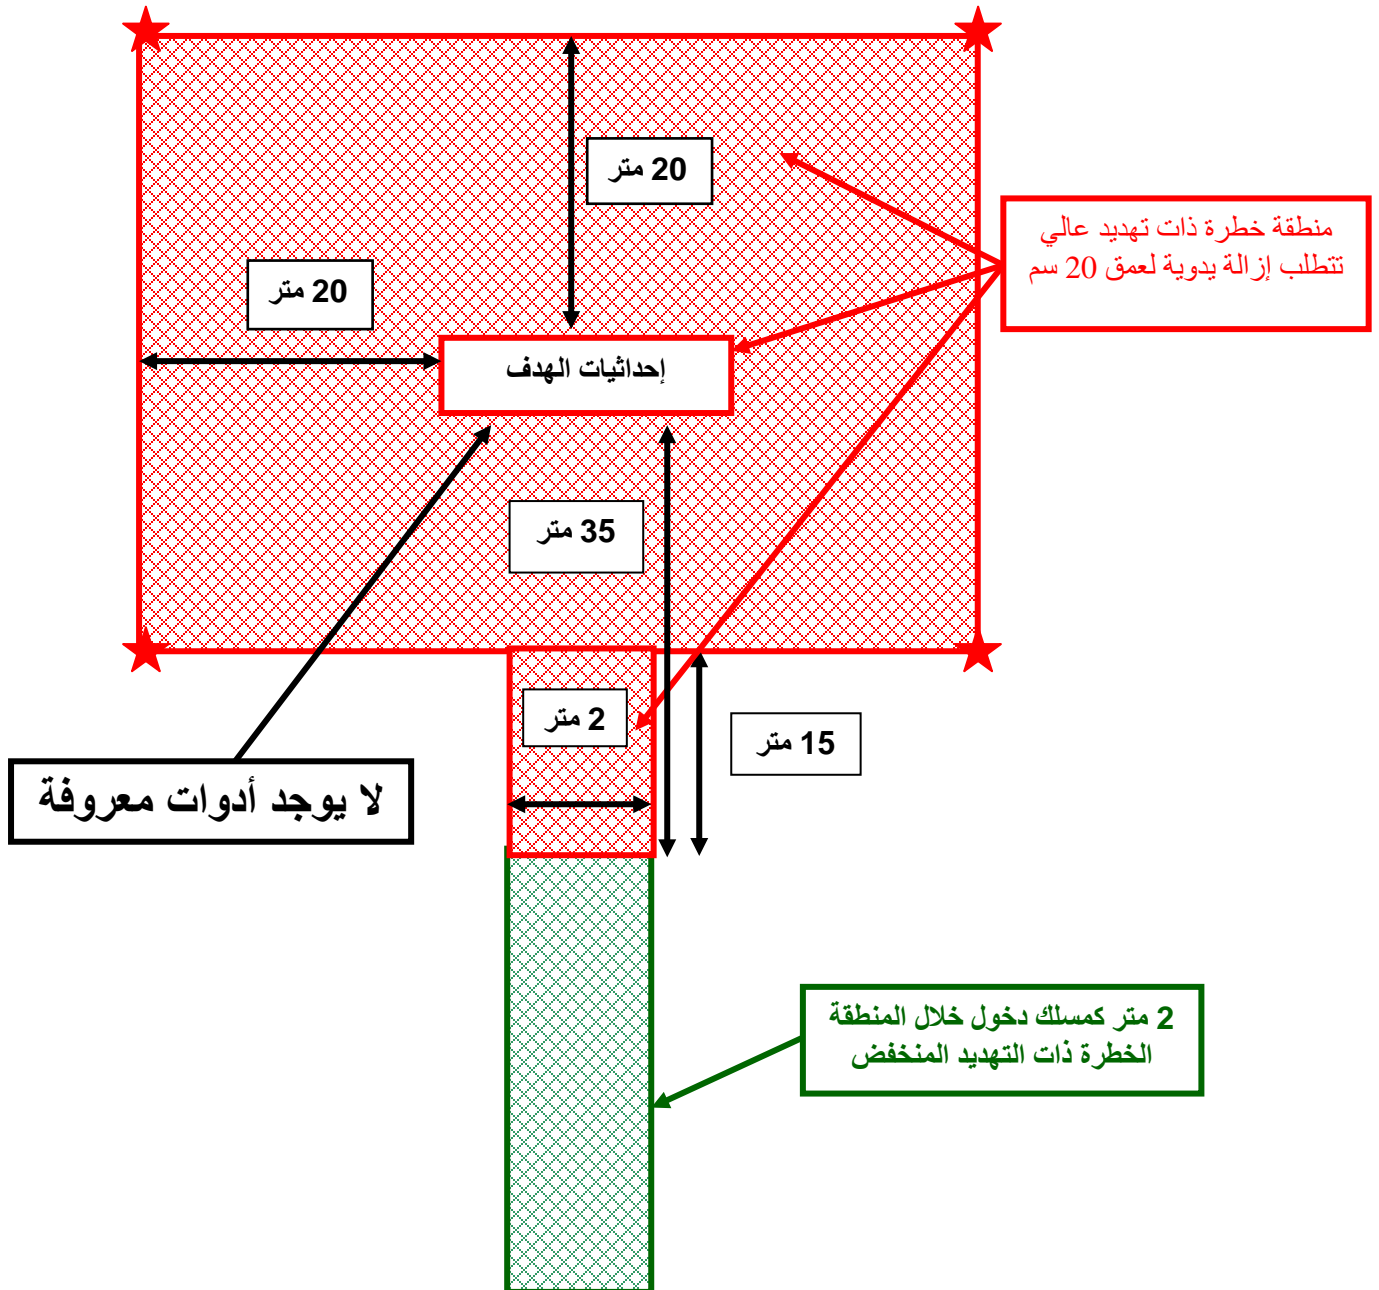 20 متر
منطقة خطرة ذات تهديد عالي
تتطلب إزالة يدوية لعمق 20 سم
20 متر
إحداثيات الهدف
35 متر
2 متر
15 متر
لا يوجد أدوات معروفة
2 متر كمسلك دخول خلال المنطقة
الخطرة ذات التهديد المنخفض